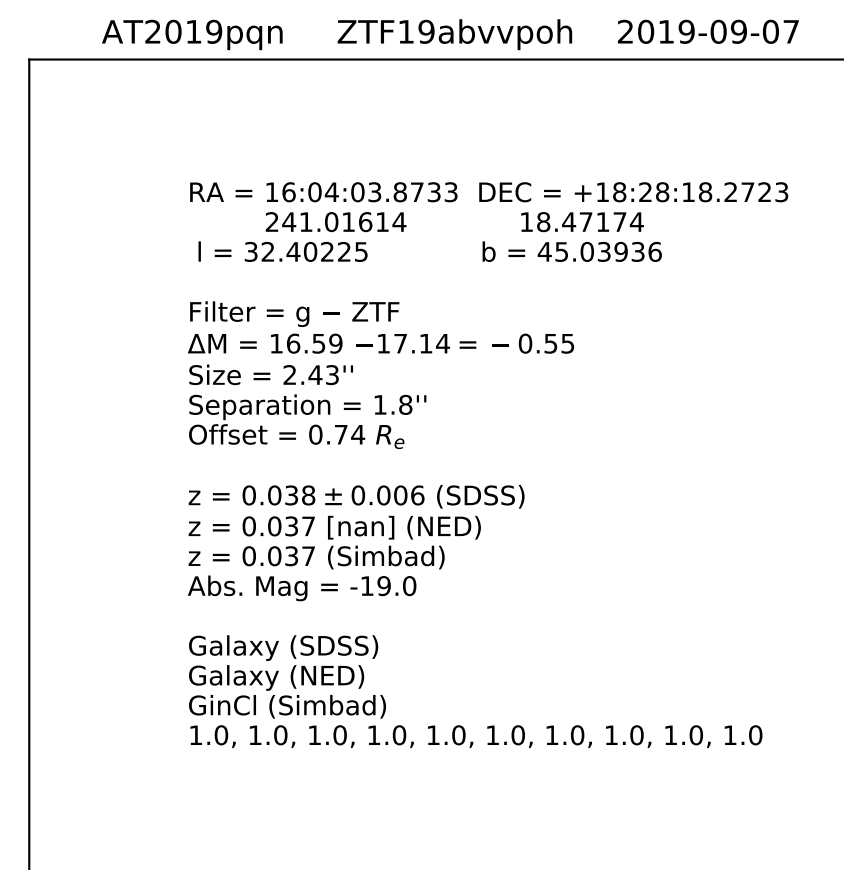 AT2019pqn ZTF19abvvpoh 2019-09-07
RA = 16:04:03.8733 DEC = +18:28:18.2723
241.01614 18.47174
l = 32.40225 b = 45.03936
Filter = g − ZTF
ΔM = 16.59 −17.14 = − 0.55
Size = 2.43''
Separation = 1.8''
Offset = 0.74 Re
z = 0.038 ± 0.006 (SDSS)
z = 0.037 [nan] (NED)
z = 0.037 (Simbad)
Abs. Mag = -19.0
Galaxy (SDSS)
Galaxy (NED)
GinCl (Simbad)
1.0, 1.0, 1.0, 1.0, 1.0, 1.0, 1.0, 1.0, 1.0, 1.0